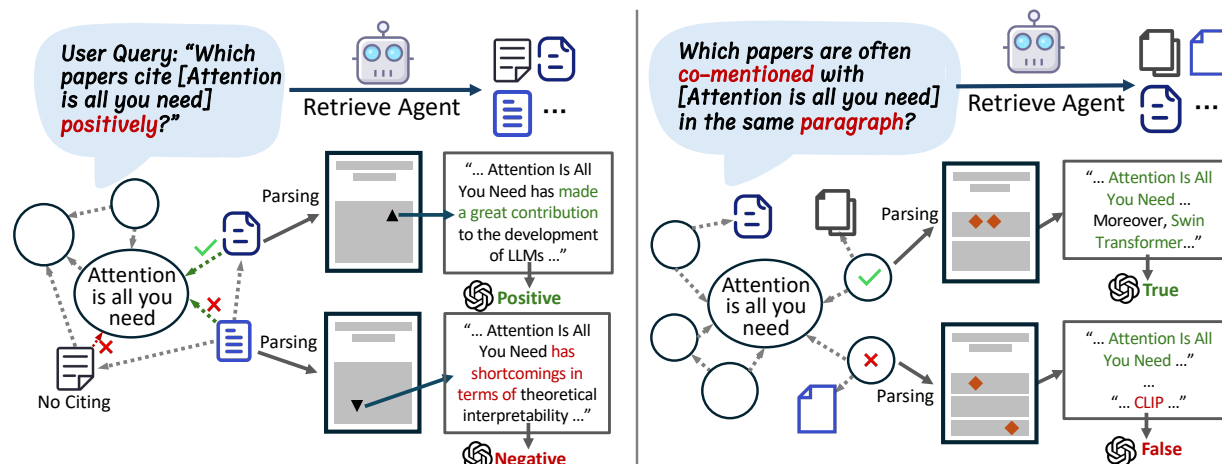 User Query: “Which
papers cite [Attention
is all you need]
positively?”
Retrieve Agent
...
Parsing
“... Attention Is All
You Need has made
a great contribution
to the development
of LLMs ...”
Positive
Attention
is all you
need
No Citing
Parsing
“... Attention Is All
You Need has
shortcomings in
terms of theoretical
interpretability ...”
Negative
Which papers are often
co-mentioned with
[Attention is all you need]
in the same paragraph?
Retrieve Agent
...
Parsing
“... Attention Is All
You Need ...
Moreover, Swin
Transformer...”
True
Attention
is all you
need
Parsing
“... Attention Is All
You Need ...”
...
“... CLIP ...”
False